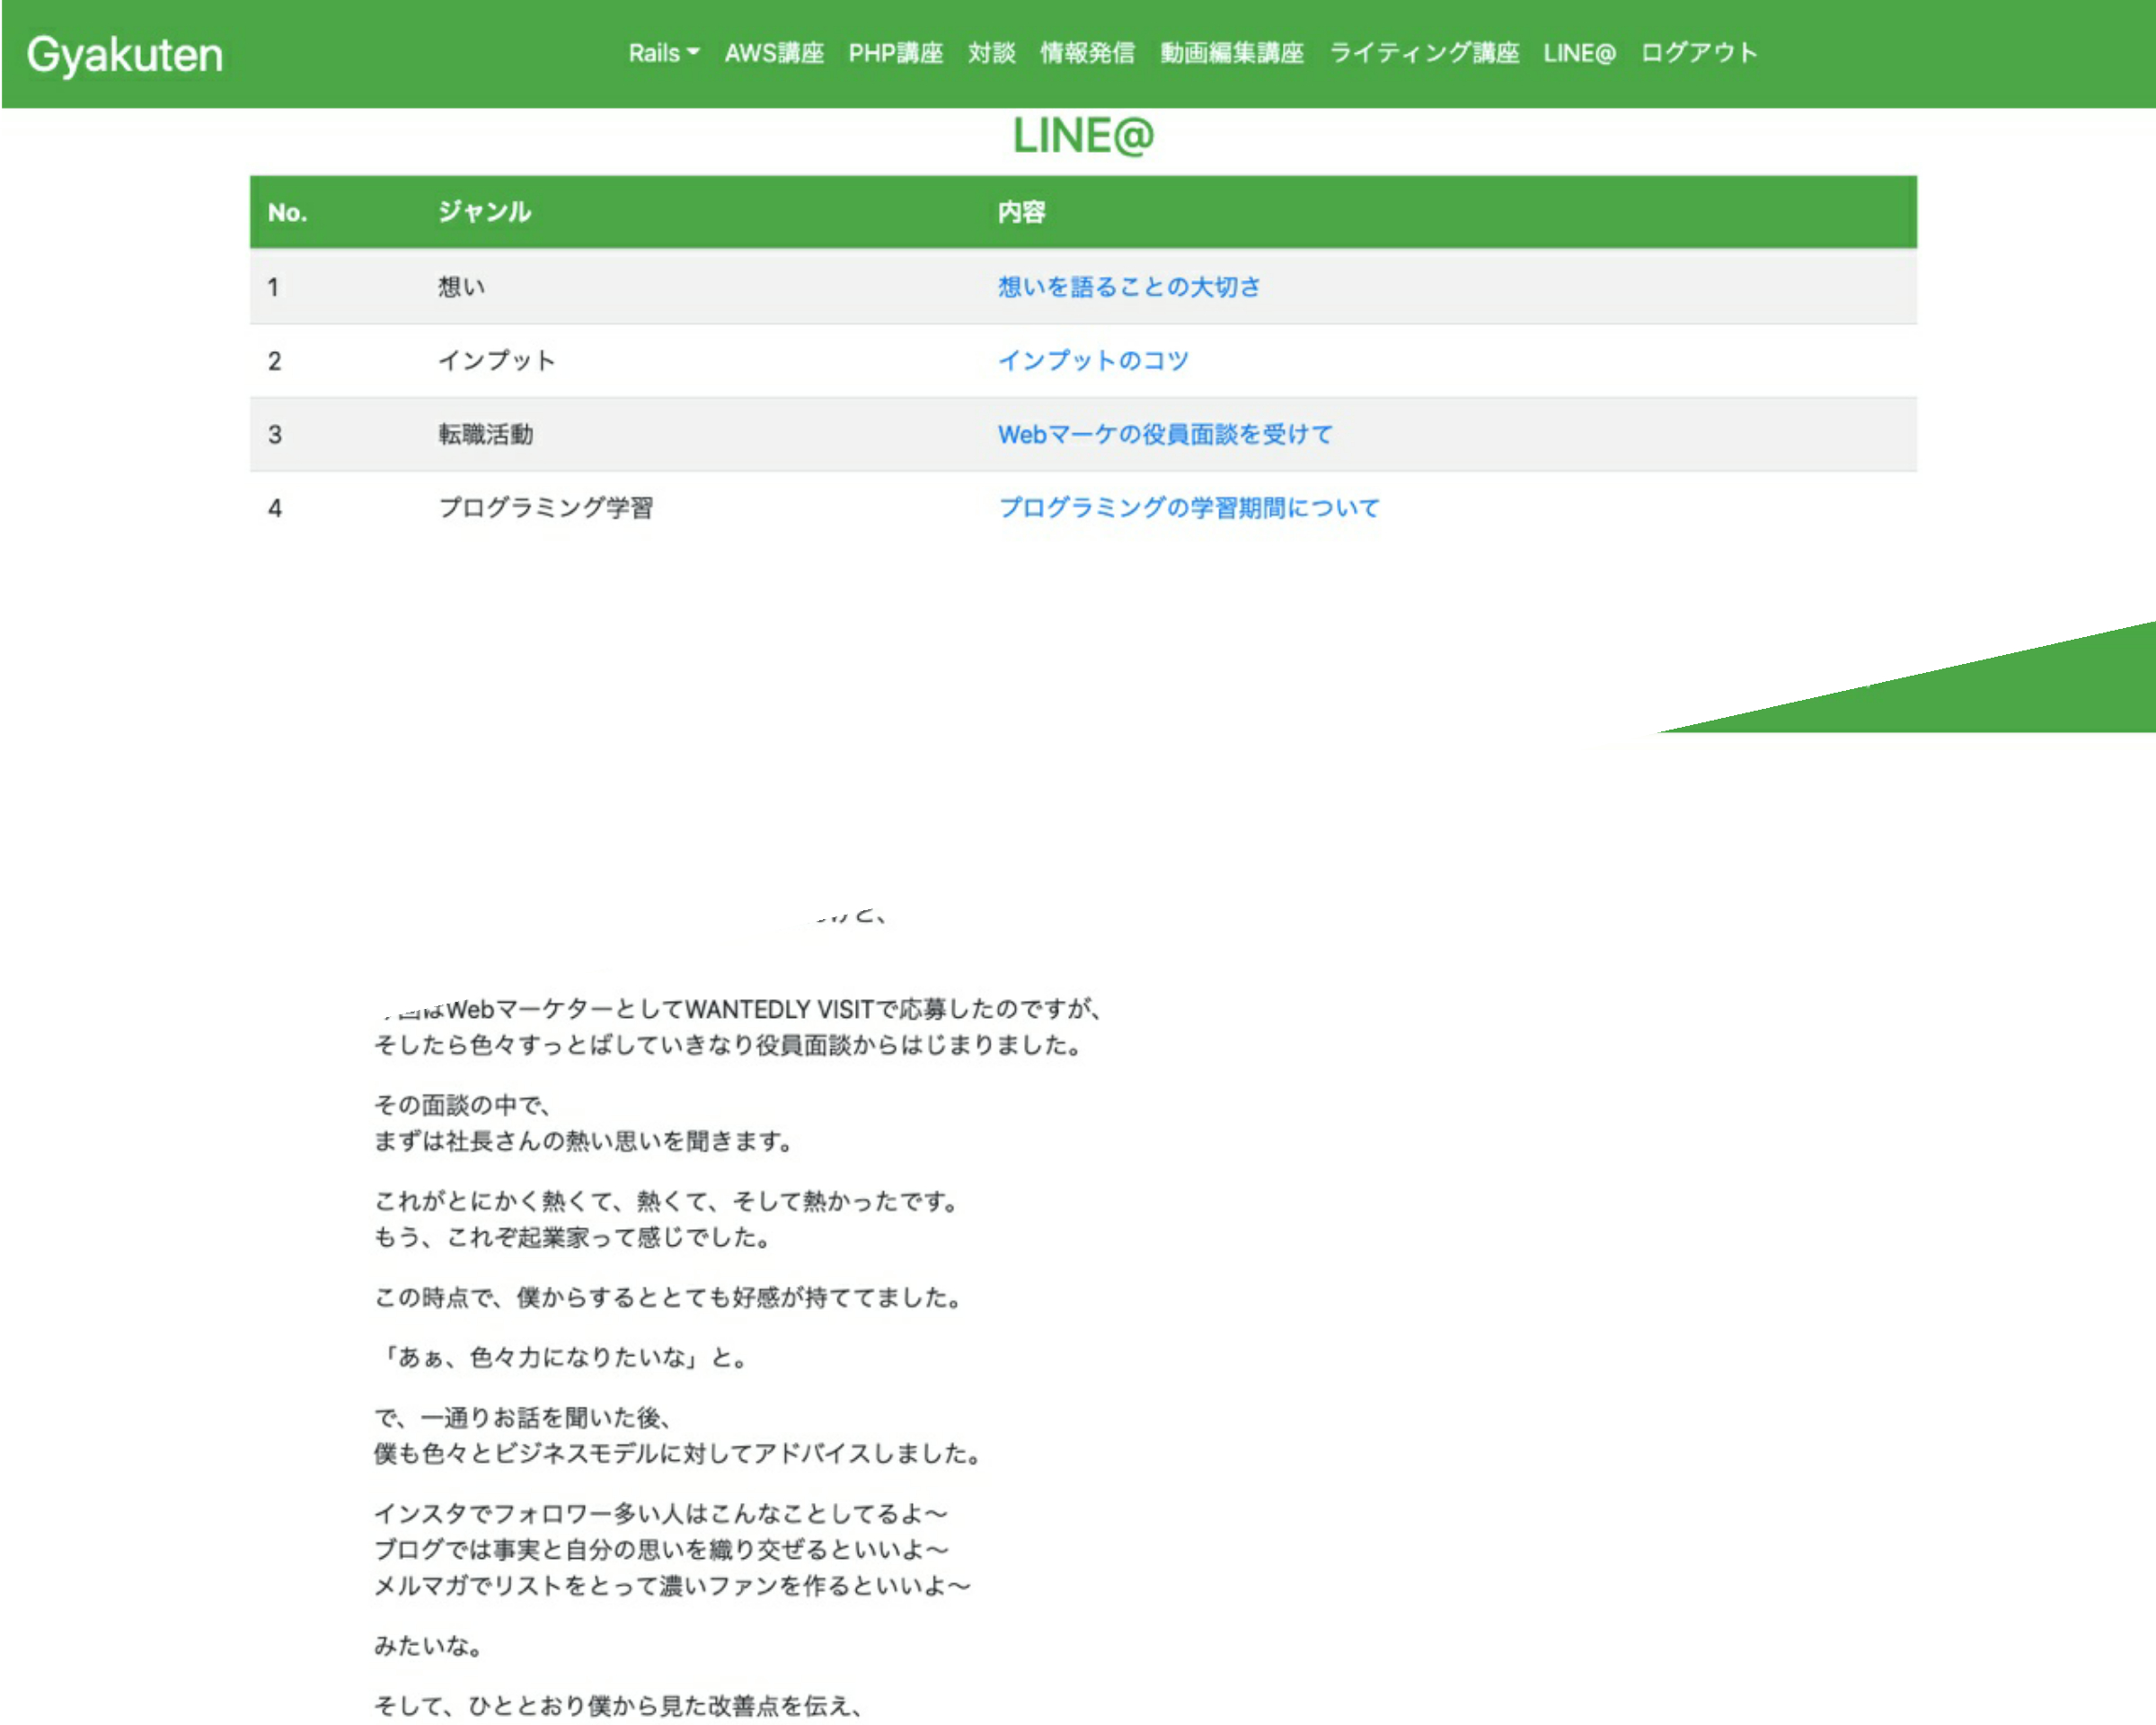 Gyakuten
Rails AWS講座 PHP講座 対談 情報発信 動画編集講座 ライティング講座 LINE@ ログアウト
LINE@
No. ジャンル 内容
1 想い 想いを語ることの大切さ
2 インプット インプットのコツ
3 転職活動 Webマーケの役員面談を受けて
4 プログラミング学習 プログラミングの学習期間について
WebマーケターとしてWANTEDLY VISITで応募したのですが、
そしたら色々すっとばしていきなり役員面談からはじまりました。
その面談の中で、
まずは社長さんの熱い思いを聞きます。
これがとにかく熱くて、熱くて、そして熱かったです。
もう、これぞ起業家って感じでした。
この時点で、僕からするととても好感が持ててました。
「あぁ、色々力になりたいな」と。
で、一通りお話を聞いた後、
僕も色々とビジネスモデルに対してアドバイスしました。
インスタでフォロワー多い人はこんなことしてるよ〜
ブログでは事実と自分の思いを織り交ぜるといいよ〜
メルマガでリストをとって濃いファンを作るといいよ〜
みたいな。
そして、ひととおり僕から見た改善点を伝え、